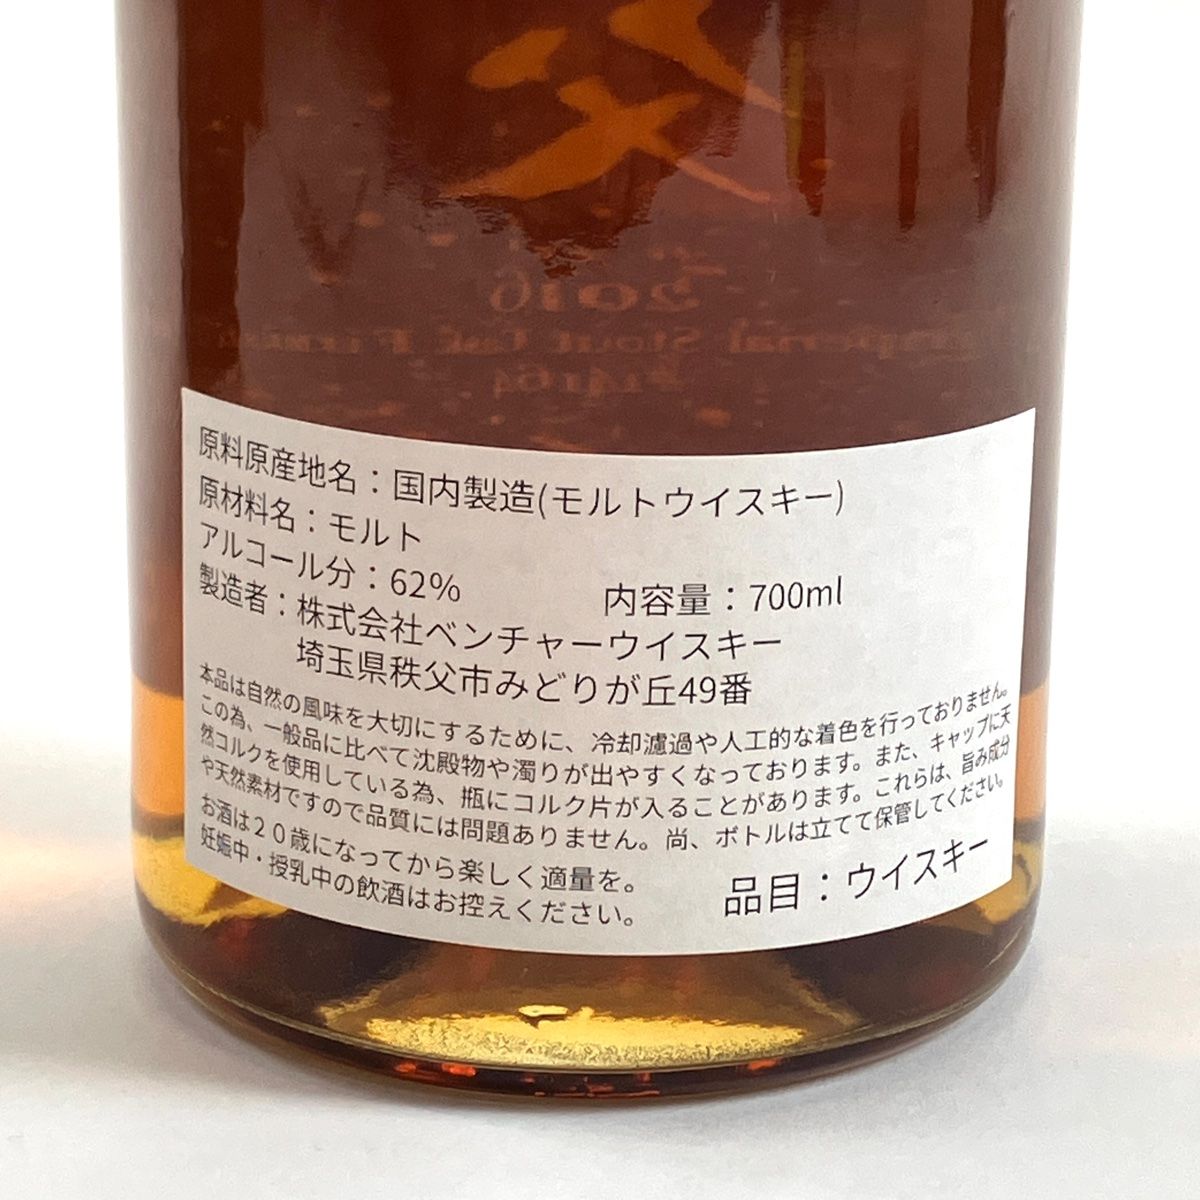 父
2016
Imperial Stout Cask Finish
#14164
原料原産地名：国内製造(モルトウイスキー)
原材料名：モルト
アルコール分：62% 内容量：700ml
製造者：株式会社ベンチャーウイスキー
埼玉県秩父市みどりが丘49番
本品は自然の風味を大切にするために、冷却濾過や人工的な着色を行っておりません。
この為、一般品に比べて沈殿物や濁りが出やすくなっております。また、キャップに天
然コルクを使用している為、瓶にコルク片が入ることがあります。これらは、旨み成分
や天然素材ですので品質には問題ありません。尚、ボトルは立てて保管してください。
お酒は２０歳になってから楽しく適量を。
妊娠中・授乳中の飲酒はお控えください。
品目：ウイスキー